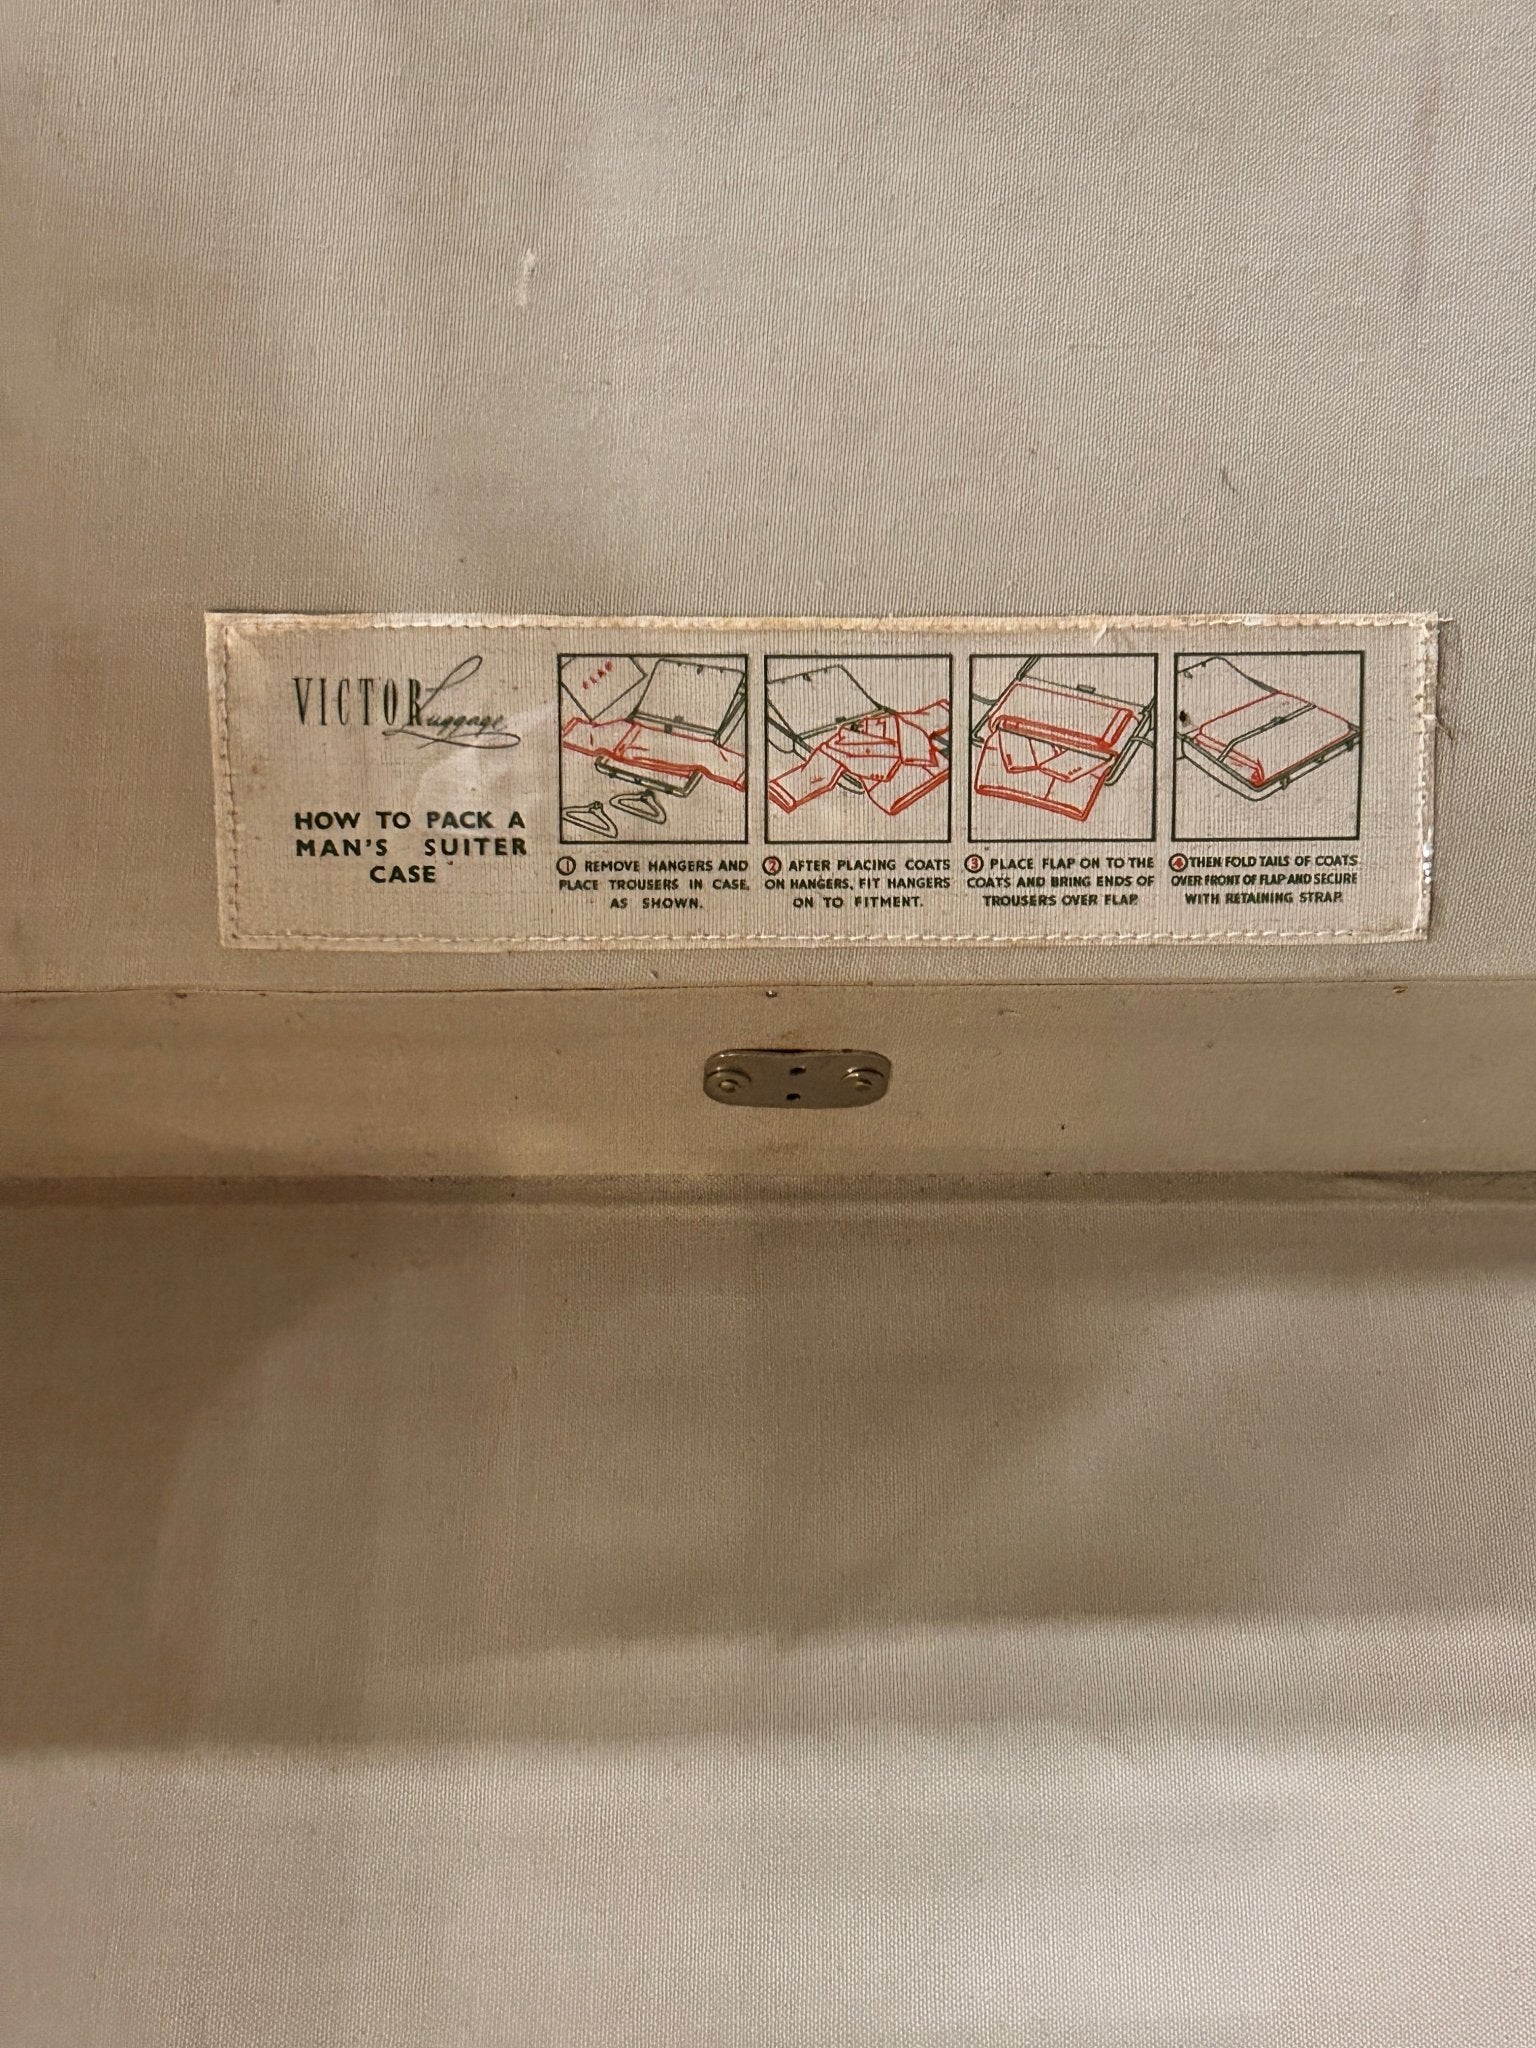 VICTOR Luggage
HOW TO PACK A
MAN'S SUITER
CASE
FLAP
① REMOVE HANGERS AND
PLACE TROUSERS IN CASE,
AS SHOWN.
② AFTER PLACING COATS
ON HANGERS, FIT HANGERS
ON TO FITMENT.
③ PLACE FLAP ON TO THE
COATS AND BRING ENDS OF
TROUSERS OVER FLAP.
④ THEN FOLD TAILS OF COATS
OVER FRONT OF FLAP AND SECURE
WITH RETAINING STRAP.